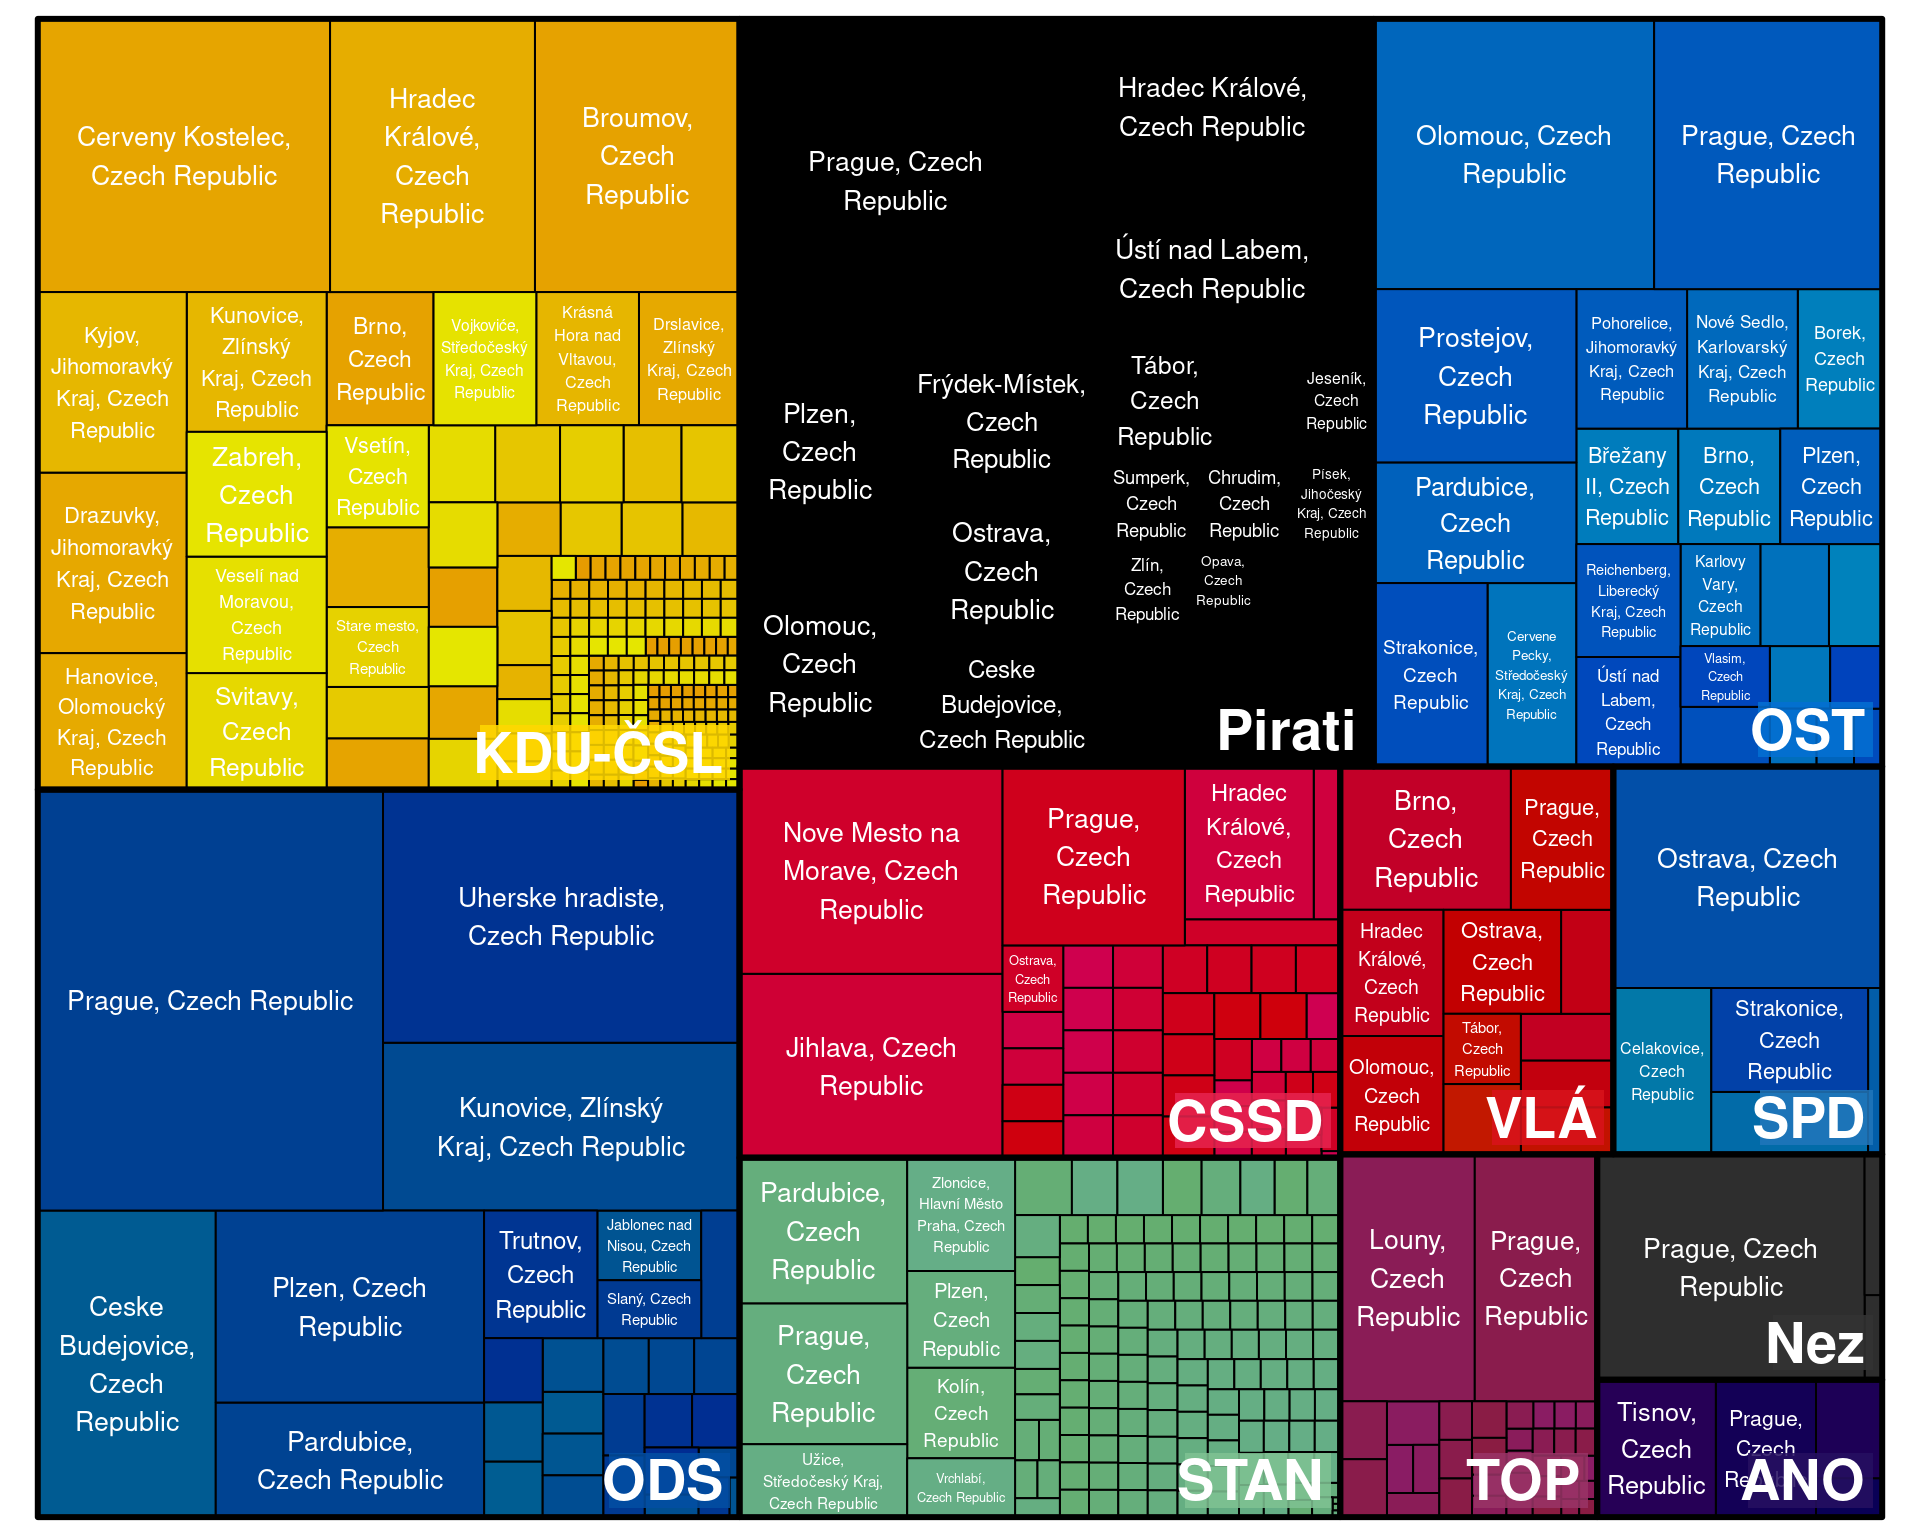 Cerveny Kostelec,
Czech Republic
Hradec
Králové,
Czech
Republic
Broumov,
Czech
Republic
Kyjov,
Jihomoravký
Kraj, Czech
Republic
Kunovice,
Zlínský
Kraj, Czech
Republic
Brno,
Czech
Republic
Vojkoviće,
Středočeský
Kraj, Czech
Republic
Krásná
Hora nad
Vltavou,
Czech
Republic
Drslavice,
Zlínský
Kraj, Czech
Republic
Zabreh,
Czech
Republic
Vsetín,
Czech
Republic
Drazuvky,
Jihomoravký
Kraj, Czech
Republic
Veselí nad
Moravou,
Czech
Republic
Stare mesto,
Czech
Republic
Hanovice,
Olomoucký
Kraj, Czech
Republic
Svitavy,
Czech
Republic
KDU-ČSL
Prague, Czech
Republic
Hradec Králové,
Czech Republic
Ústí nad Labem,
Czech Republic
Plzen,
Czech
Republic
Frýdek-Místek,
Czech
Republic
Tábor,
Czech
Republic
Jeseník,
Czech
Republic
Sumperk,
Czech
Republic
Chrudim,
Czech
Republic
Písek,
Jihočeský
Kraj, Czech
Republic
Ostrava,
Czech
Republic
Zlín,
Czech
Republic
Opava,
Czech
Republic
Olomouc,
Czech
Republic
Ceske
Budejovice,
Czech Republic
Pirati
Olomouc, Czech
Republic
Prague, Czech
Republic
Prostejov,
Czech
Republic
Pohorelice,
Jihomoravký
Kraj, Czech
Republic
Nové Sedlo,
Karlovarský
Kraj, Czech
Republic
Borek,
Czech
Republic
Břežany
II, Czech
Republic
Brno,
Czech
Republic
Plzen,
Czech
Republic
Pardubice,
Czech
Republic
Reichenberg,
Liberecký
Kraj, Czech
Republic
Karlovy
Vary,
Czech
Republic
Strakonice,
Czech
Republic
Cervene
Pecky,
Středočeský
Kraj, Czech
Republic
Ústí nad
Labem,
Czech
Republic
Vlasim,
Czech
Republic
OST
Prague, Czech Republic
Uherske hradiste,
Czech Republic
Kunovice, Zlínský
Kraj, Czech Republic
Ceske
Budejovice,
Czech
Republic
Plzen, Czech
Republic
Pardubice,
Czech Republic
Trutnov,
Czech
Republic
Jablonec nad
Nisou, Czech
Republic
Slaný, Czech
Republic
ODS
Nove Mesto na
Morave, Czech
Republic
Prague,
Czech
Republic
Hradec
Králové,
Czech
Republic
Ostrava,
Czech
Republic
Jihlava, Czech
Republic
CSSD
Brno,
Czech
Republic
Prague,
Czech
Republic
Hradec
Králové,
Czech
Republic
Ostrava,
Czech
Republic
Tábor,
Czech
Republic
Olomouc,
Czech
Republic
VLÁ
Ostrava, Czech
Republic
Celakovice,
Czech
Republic
Strakonice,
Czech
Republic
SPD
Pardubice,
Czech
Republic
Zloncice,
Hlavní Město
Praha, Czech
Republic
Prague,
Czech
Republic
Plzen,
Czech
Republic
Kolín,
Czech
Republic
Užice,
Středočeský Kraj,
Czech Republic
Vrchlabí,
Czech Republic
STAN
Louny,
Czech
Republic
Prague,
Czech
Republic
TOP
Prague, Czech
Republic
Nez
Tisnov,
Czech
Republic
Prague,
Czech
ANO